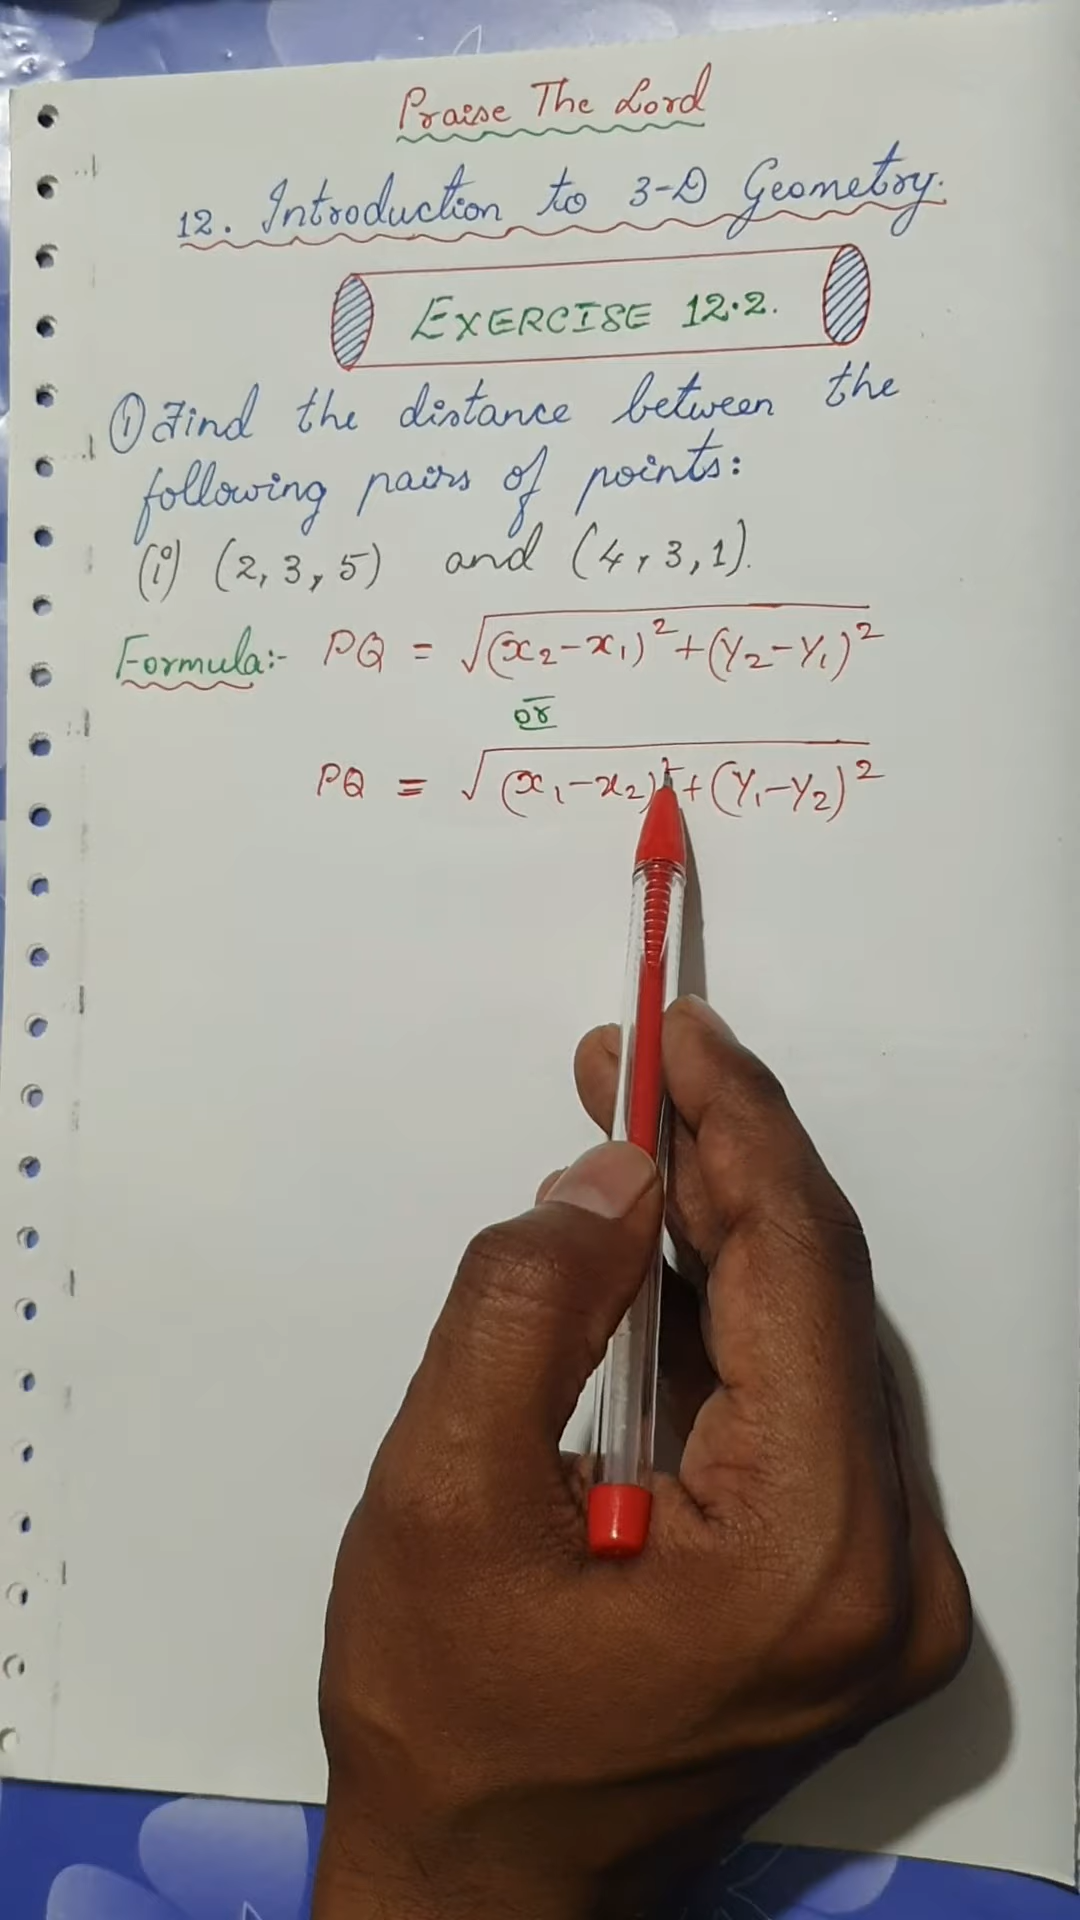 Praise The Lord
12. Introduction to 3-D Geometry.
EXERCISE 12.2.
① Find the distance between the
following pairs of points:
(i) (2, 3, 5) and (4, 3, 1).
Formula:- PQ = √(x₂-x₁)²+(y₂-y₁)²
or
PQ = √(x₁-x₂)²+(y₁-y₂)²